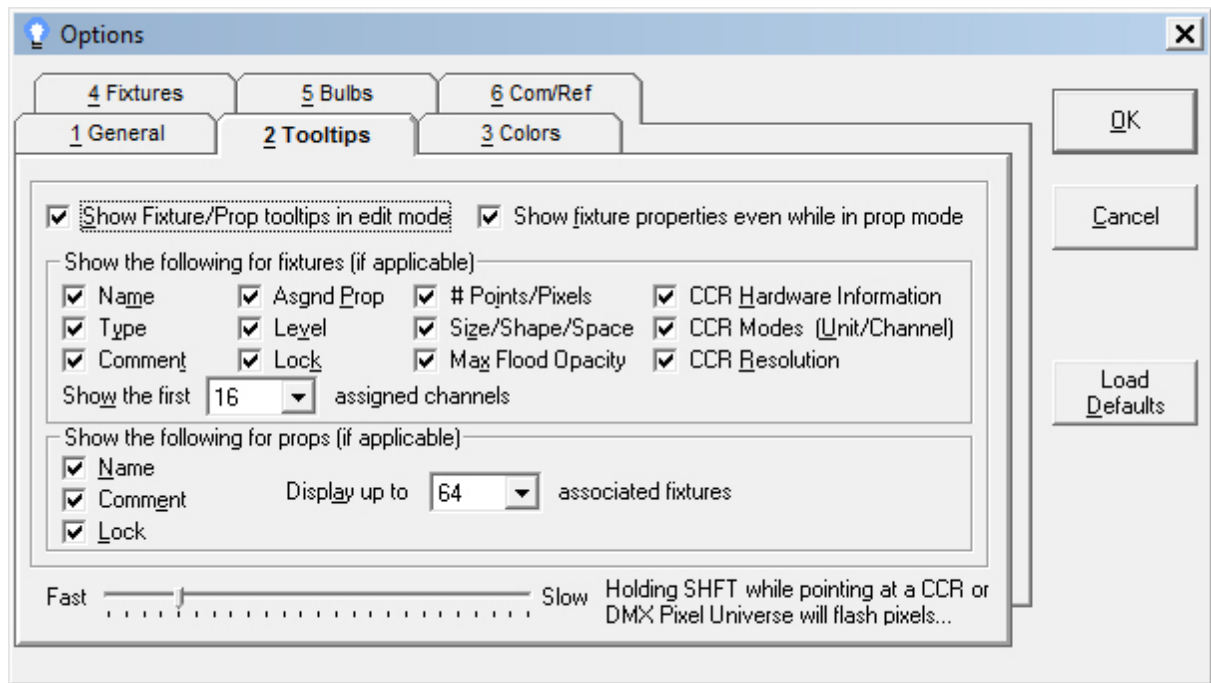 Options
4 Fixtures 5 Bulbs 6 Com/Ref
1 General 2 Tooltips 3 Colors
OK
Cancel
Load
Defaults
Show Fixture/Prop tooltips in edit mode Show fixture properties even while in prop mode
Show the following for fixtures (if applicable)
Name Asgnd Prop # Points/Pixels CCR Hardware Information
Type Level Size/Shape/Space CCR Modes (Unit/Channel)
Comment Lock Max Flood Opacity CCR Resolution
Show the first 16 assigned channels
Show the following for props (if applicable)
Name
Comment Display up to 64 associated fixtures
Lock
Fast Slow Holding SHFT while pointing at a CCR or
DMX Pixel Universe will flash pixels...